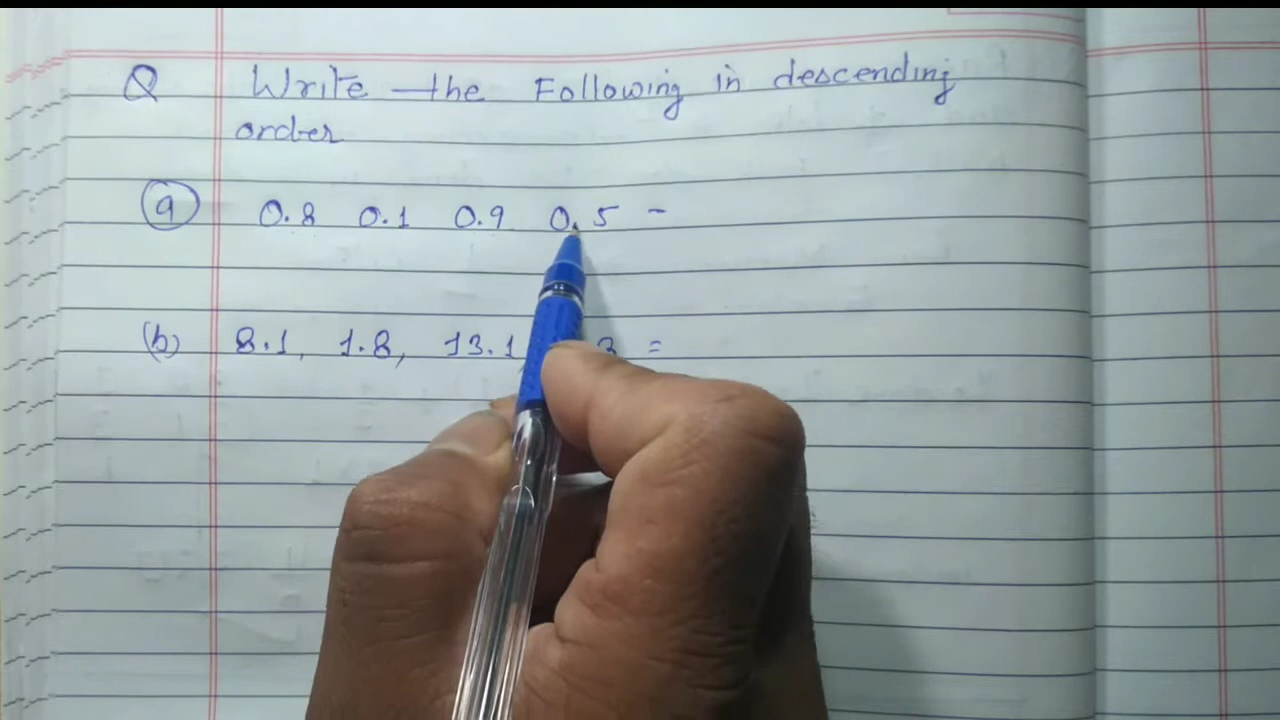 Q Write the Following in descending
order
(a) 0.8 0.1 0.9 0.5 -
(b) 8.1, 1.8, 13.1 =